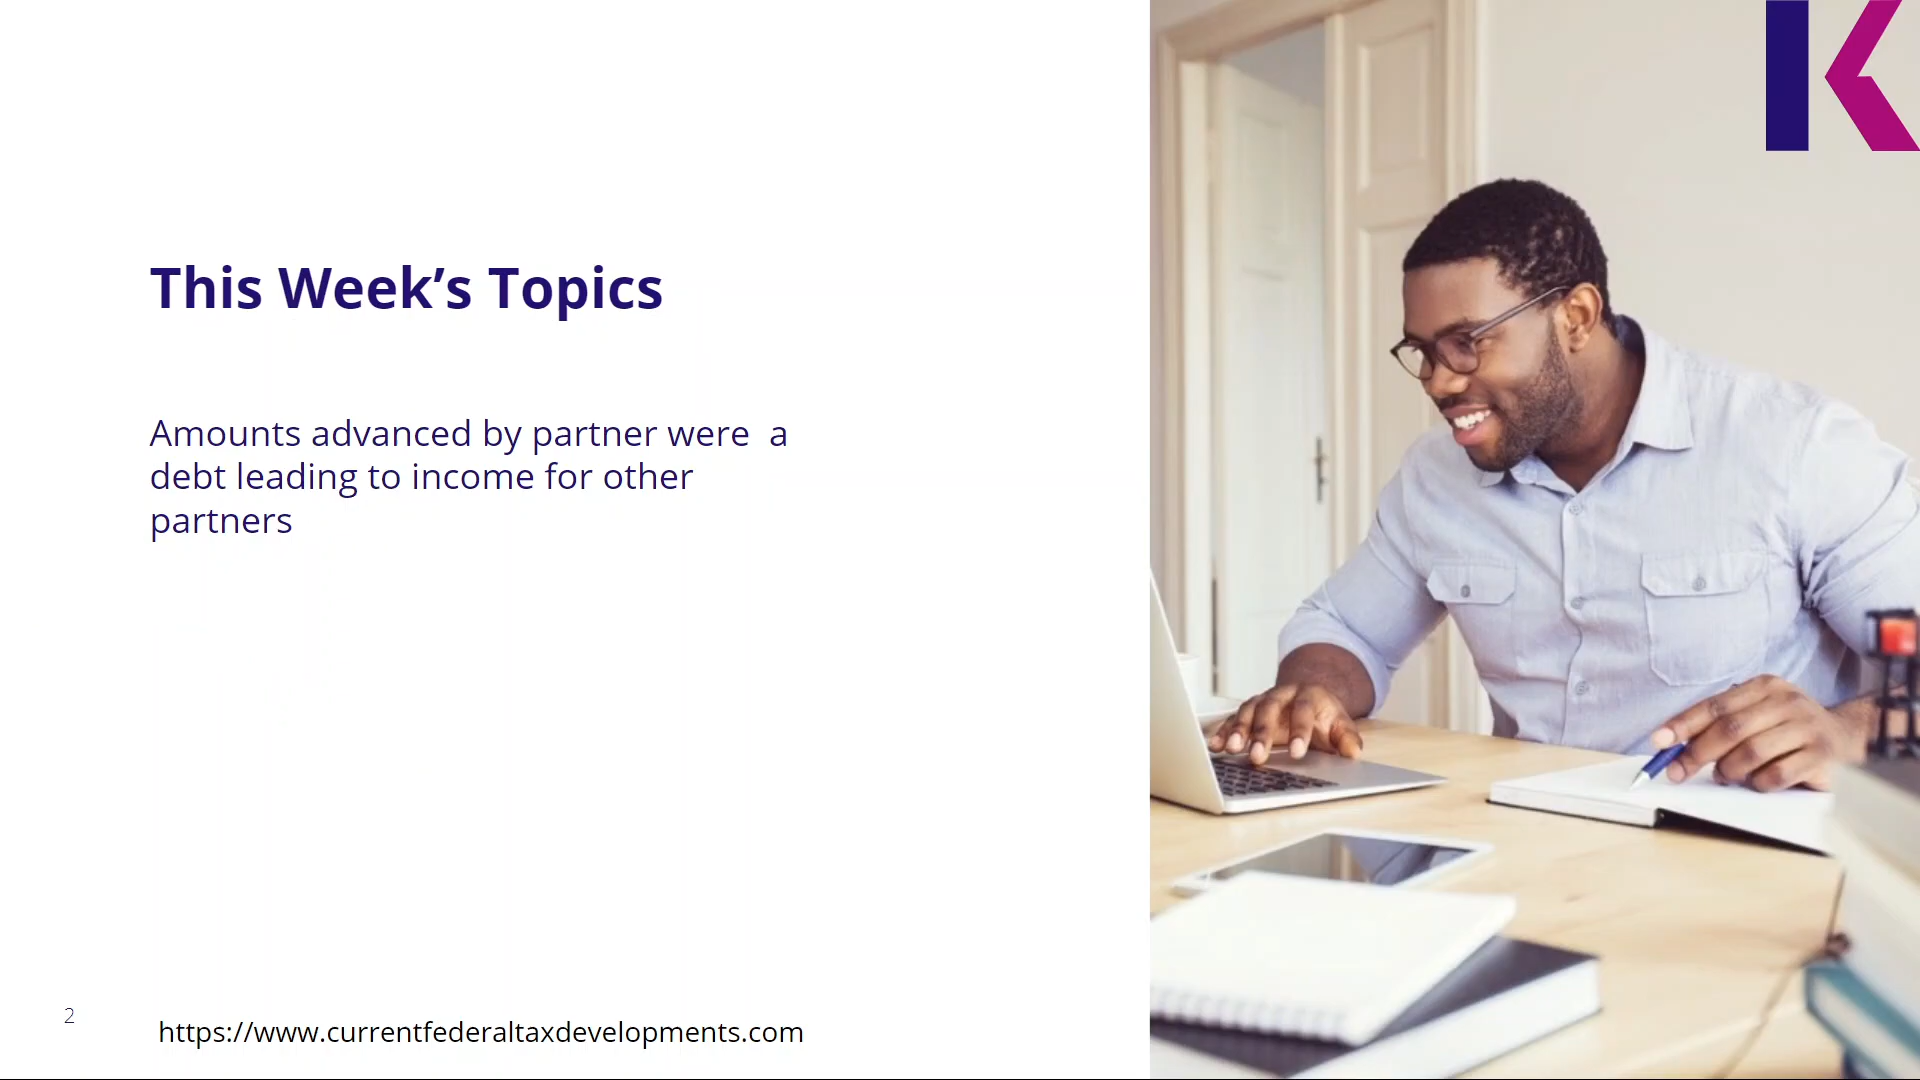 This Week’s Topics
Amounts advanced by partner were  a
debt leading to income for other
partners
2
https://www.currentfederaltaxdevelopments.com